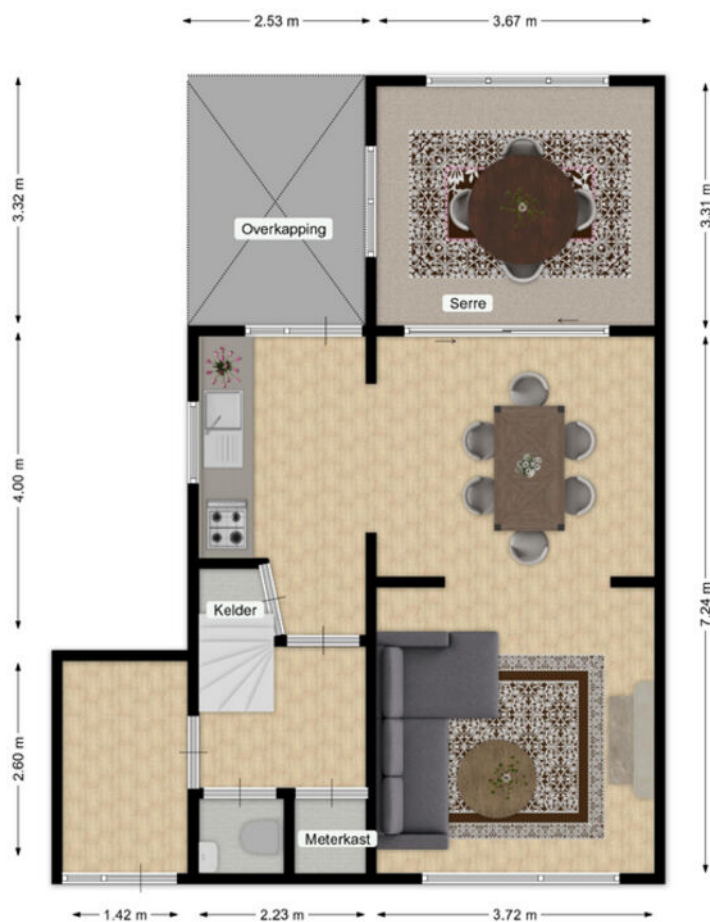 2.53 m
3.67 m
3.32 m
3.31 m
Overkapping
Serre
4.00 m
7.24 m
Kelder
2.60 m
Meterkast
1.42 m
2.23 m
3.72 m